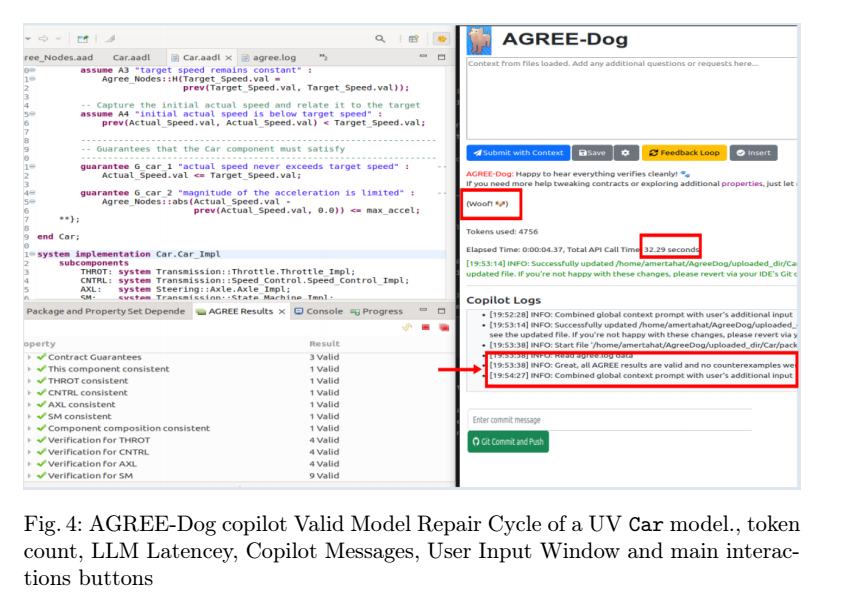 ree_Nodes.aad Car.aadl Car.aadl × agree.log "₂
0 assume A3 "target speed remains constant" :
1 Agree_Nodes::H(Target_Speed.val =
2 prev(Target_Speed.val, Target_Speed.val));
3
4 -- Capture the initial actual speed and relate it to the target
5 assume A4 "initial actual speed is below target speed" :
6 prev(Actual_Speed.val, Actual_Speed.val) < Target_Speed.val;
7
8 ----------------------------------------------------------------
9 -- Guarantees that the Car component must satisfy
0 ----------------------------------------------------------------
1 guarantee G_car_1 "actual speed never exceeds target speed" : --
2 Actual_Speed.val <= Target_Speed.val;
3
4 guarantee G_car_2 "magnitude of the acceleration is limited" : --
5 Agree_Nodes::abs(Actual_Speed.val -
6 prev(Actual_Speed.val, 0.0)) <= max_accel;
7 **};
8
9 end Car;
0
1 system implementation Car.Car_Impl
2 subcomponents
3 THROT: system Transmission::Throttle.Throttle_Impl;
4 CNTRL: system Transmission::Speed_Control.Speed_Control_Impl;
5 AXL: system Steering::Axle.Axle_Impl;
6 SM: system Transmission::State_Machine_Impl;
Package and Property Set Depende AGREE Results × Console Progress
operty Result
Contract Guarantees 3 Valid
This component consistent 1 Valid
THROT consistent 1 Valid
CNTRL consistent 1 Valid
AXL consistent 1 Valid
SM consistent 1 Valid
Component composition consistent 1 Valid
Verification for THROT 4 Valid
Verification for CNTRL 4 Valid
Verification for AXL 4 Valid
Verification for SM 9 Valid
AGREE-Dog
Context from files loaded. Add any additional questions or requests here...
Submit with Context Save Feedback Loop Insert
AGREE-Dog: Happy to hear everything verifies cleanly! 🐾
If you need more help tweaking contracts or exploring additional properties, just let
(Woof! 🐶)
Tokens used: 4756
Elapsed Time: 0:00:04.37, Total API Call Time: 32.29 seconds
[19:53:14] INFO: Successfully updated /home/amertahat/AgreeDog/uploaded_dir/Car
updated file. If you're not happy with these changes, please revert via your IDE's Git
Copilot Logs
• [19:52:28] INFO: Combined global context prompt with user's additional input
• [19:53:14] INFO: Successfully updated /home/amertahat/AgreeDog/uploaded_
see the updated file. If you're not happy with these changes, please revert via y
• [19:53:38] INFO: Start file '/home/amertahat/AgreeDog/uploaded_dir/Car/pack
• [19:53:38] INFO: Read agree.log data
• [19:53:38] INFO: Great, all AGREE results are valid and no counterexamples we
• [19:54:27] INFO: Combined global context prompt with user's additional input
Enter commit message
Git Commit and Push
Fig. 4: AGREE-Dog copilot Valid Model Repair Cycle of a UV Car model., token
count, LLM Latencey, Copilot Messages, User Input Window and main interac-
tions buttons